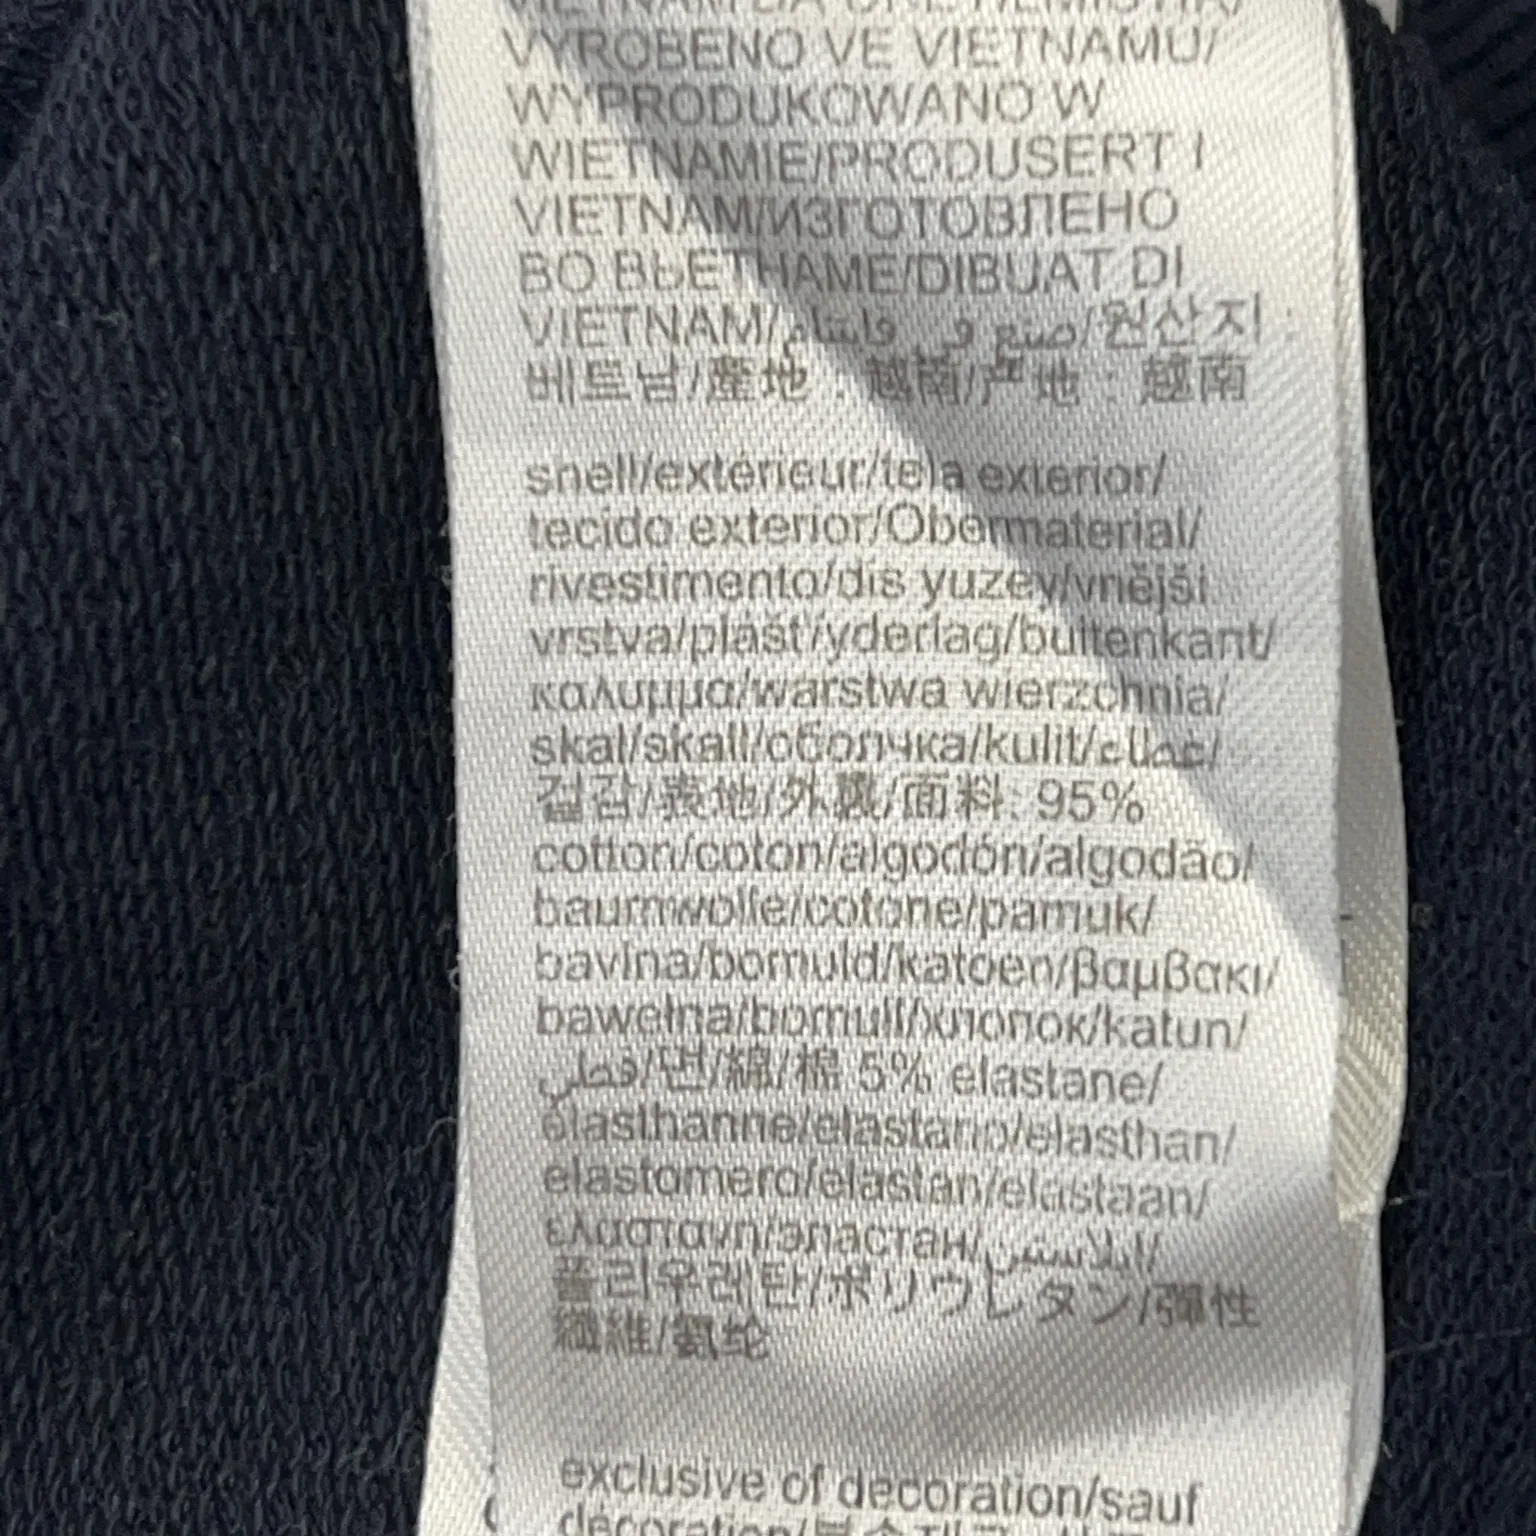 VYROBENO VE VIETNAMU/
WYPRODUKOWANO W
WIETNAMIE/PRODUSERT I
VIETNAM/ИЗГОТОВЛЕНО
ВО ВЬЕТНАМЕ/DIBUAT DI
VIETNAM/صنع في فيتنام/원산지
베트남/産地 : 越南/产地 : 越南
shell/extérieur/tela exterior/
tecido exterior/Obermaterial/
rivestimento/dış yüzey/vnější
vrstva/plášť/yderlag/buitenkant/
καλυμμα/warstwa wierzchnia/
skal/skall/оболчка/kulit/غطاء/
겉감/表地/外裏/面料: 95%
cotton/coton/algodón/algodão/
baumwolle/cotone/pamuk/
bavlna/bomuld/katoen/βαμβακι/
bawełna/bomull/хлопок/katun/
قطن/면/綿/棉 5% elastane/
élasthanne/elastano/elasthan/
elastomero/elastan/elastaan/
ελασταvη/эластан/ايلاستين/
폴리우레탄/ポリウレタン/彈性
纖維/氨纶
exclusive of decoration/sauf